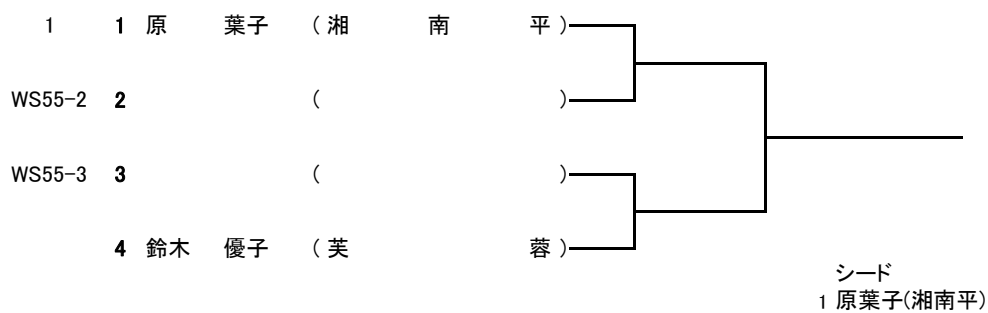 1 1 原 葉子 ( 湘 南 平 )
WS55-2 2 ( )
WS55-3 3 ( )
4 鈴木 優子 ( 芙 蓉 )
シード
1 原葉子(湘南平)